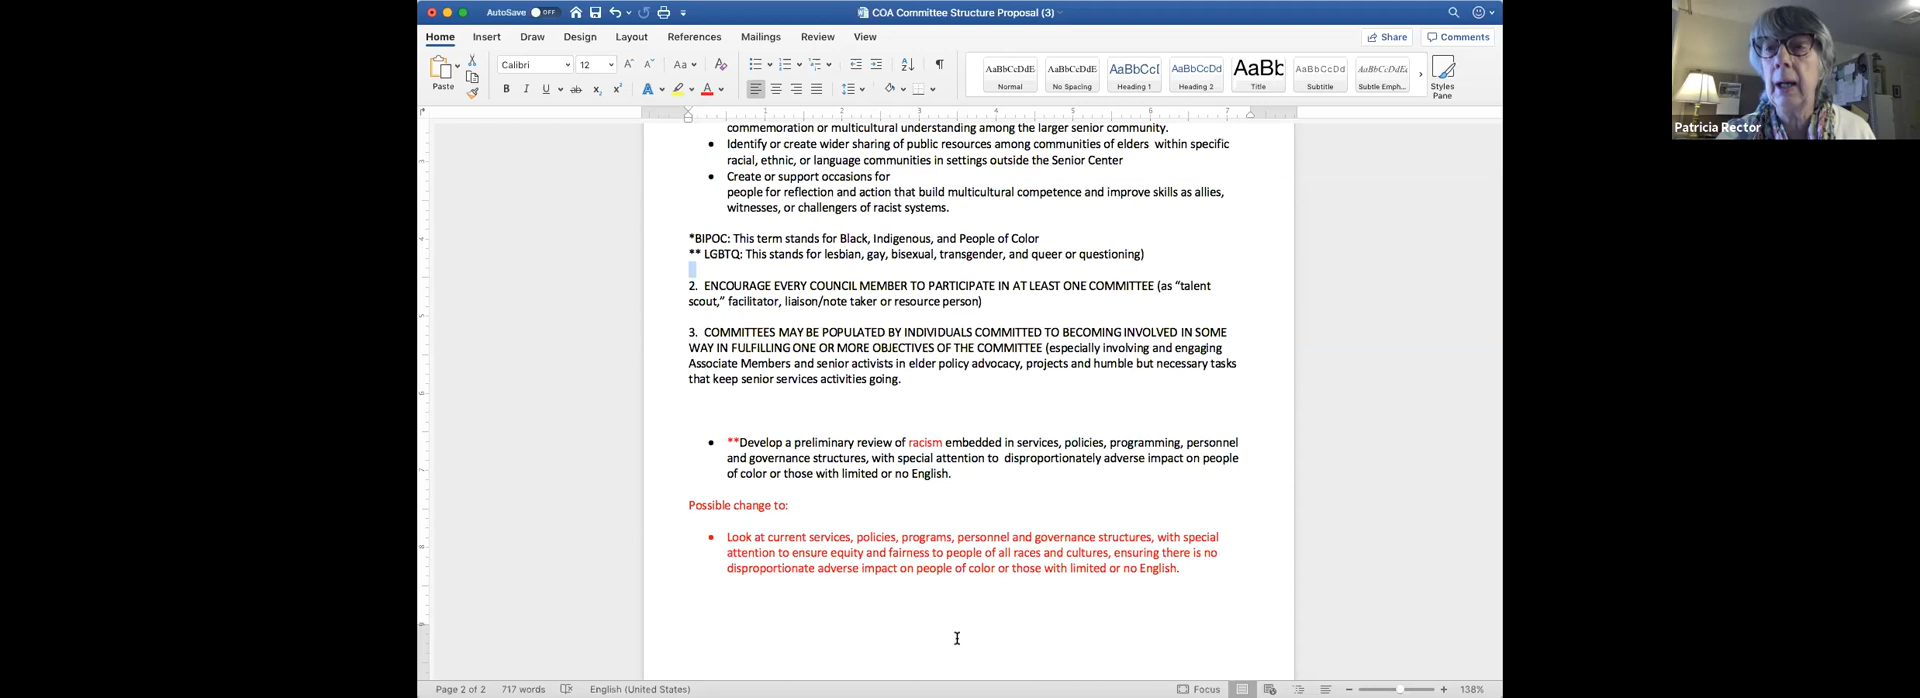 AutoSave OFF
COA Committee Structure Proposal (3)
Home Insert Draw Design Layout References Mailings Review View Share Comments
Paste
Calibri 12
AaBbCcDdE AaBbCcDdE AaBbCcD AaBbCcDd AaBb AaBbCcDd AaBbCcDdE
Normal No Spacing Heading 1 Heading 2 Title Subtitle Subtle Emph... Styles Pane
commemoration or multicultural understanding among the larger senior community.
• Identify or create wider sharing of public resources among communities of elders within specific
racial, ethnic, or language communities in settings outside the Senior Center
• Create or support occasions for
people for reflection and action that build multicultural competence and improve skills as allies,
witnesses, or challengers of racist systems.
*BIPOC: This term stands for Black, Indigenous, and People of Color
** LGBTQ: This stands for lesbian, gay, bisexual, transgender, and queer or questioning)
2. ENCOURAGE EVERY COUNCIL MEMBER TO PARTICIPATE IN AT LEAST ONE COMMITTEE (as “talent
scout,” facilitator, liaison/note taker or resource person)
3. COMMITTEES MAY BE POPULATED BY INDIVIDUALS COMMITTED TO BECOMING INVOLVED IN SOME
WAY IN FULFILLING ONE OR MORE OBJECTIVES OF THE COMMITTEE (especially involving and engaging
Associate Members and senior activists in elder policy advocacy, projects and humble but necessary tasks
that keep senior services activities going.
• **Develop a preliminary review of racism embedded in services, policies, programming, personnel
and governance structures, with special attention to disproportionately adverse impact on people
of color or those with limited or no English.
Possible change to:
• Look at current services, policies, programs, personnel and governance structures, with special
attention to ensure equity and fairness to people of all races and cultures, ensuring there is no
disproportionate adverse impact on people of color or those with limited or no English.
Page 2 of 2 717 words English (United States) Focus 138%
Patricia Rector